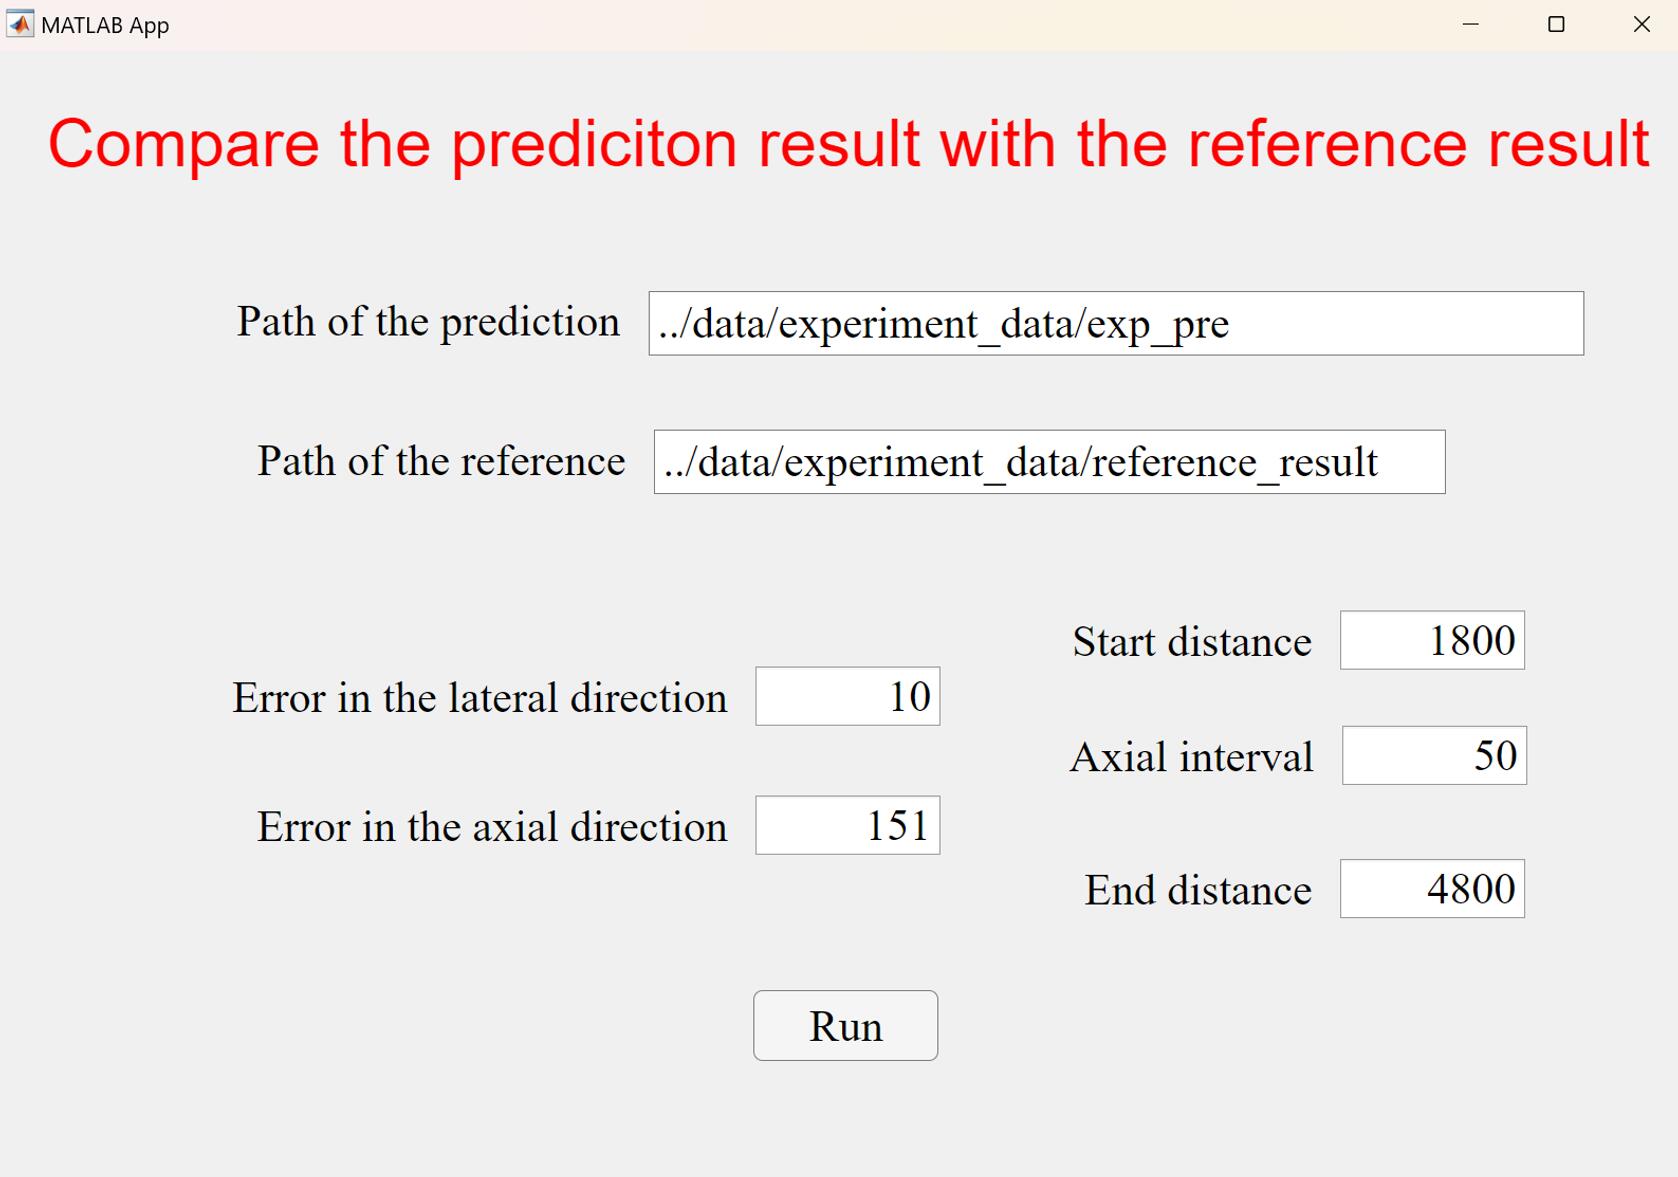 MATLAB App
Compare the prediciton result with the reference result
Path of the prediction ../data/experiment_data/exp_pre
Path of the reference ../data/experiment_data/reference_result
Start distance 1800
Error in the lateral direction 10
Axial interval 50
Error in the axial direction 151
End distance 4800
Run